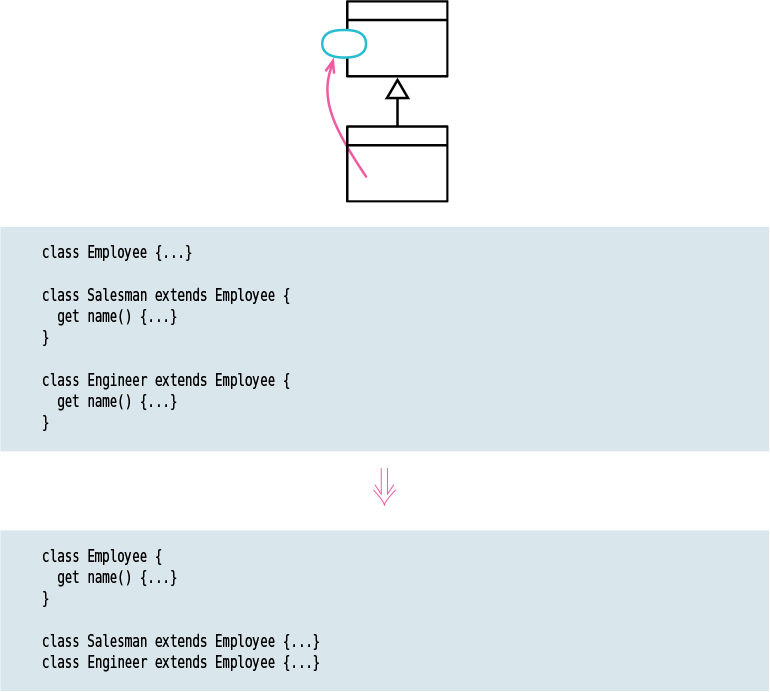 class Employee {...}
class Salesman extends Employee {
get name() {...}
}
class Engineer extends Employee {
get name() {...}
}
class Employee {
get name() {...}
}
class Salesman extends Employee {...}
class Engineer extends Employee {...}